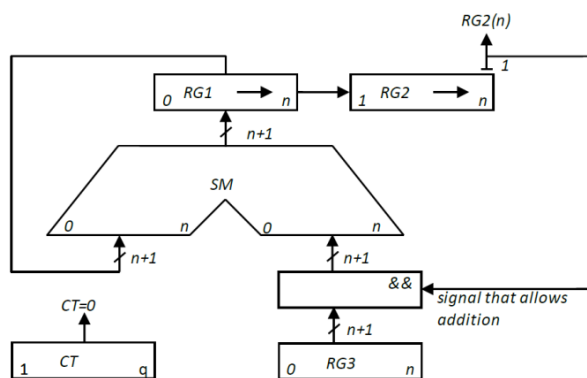 RG2(n)
1
RG1
0 n
RG2
1 n
n+1
SM
0 n 0 n
n+1 n+1
&&
CT=0
signal that allows
addition
n+1
CT
1 q
RG3
0 n